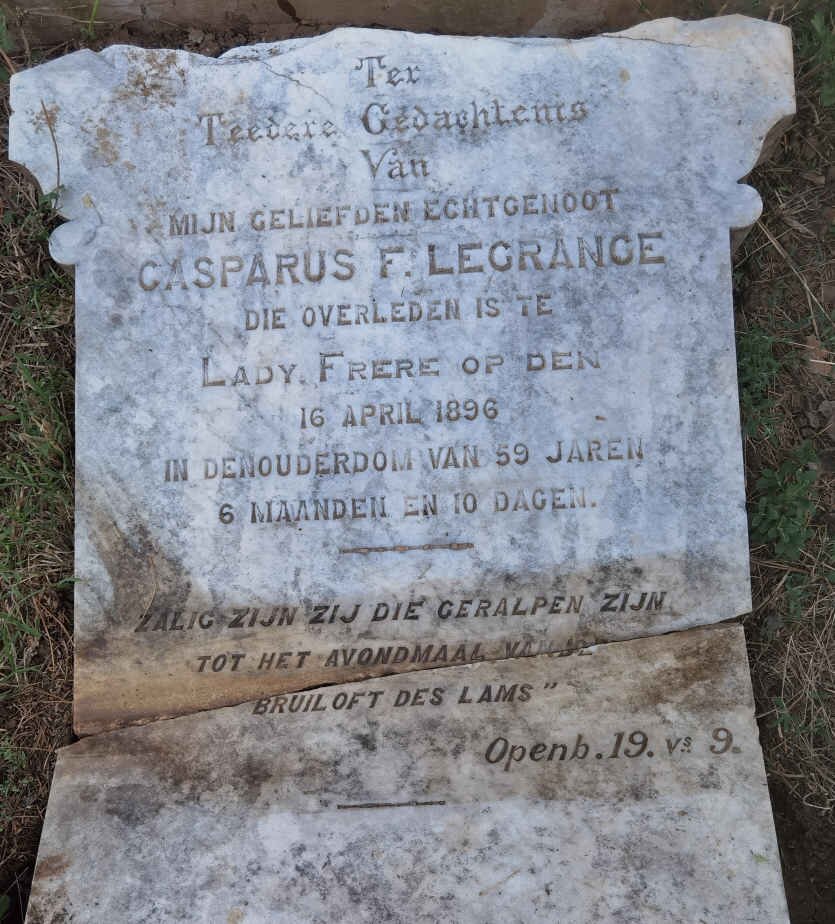 Ter
Teedere Gedachtenis
Van
MIJN GELIEFDEN ECHTGENOOT
CASPARUS F. LEGRANGE
DIE OVERLEDEN IS TE
LADY. FRERE OP DEN
16 APRIL 1896
IN DENOUDERDOM VAN 59 JAREN
6 MAANDEN EN 10 DAGEN.
ZALIG ZIJN ZIJ DIE GERALPEN ZIJN
TOT HET AVONDMAAL VAN DE
BRUILOFT DES LAMS”
Openb. 19. vs 9.